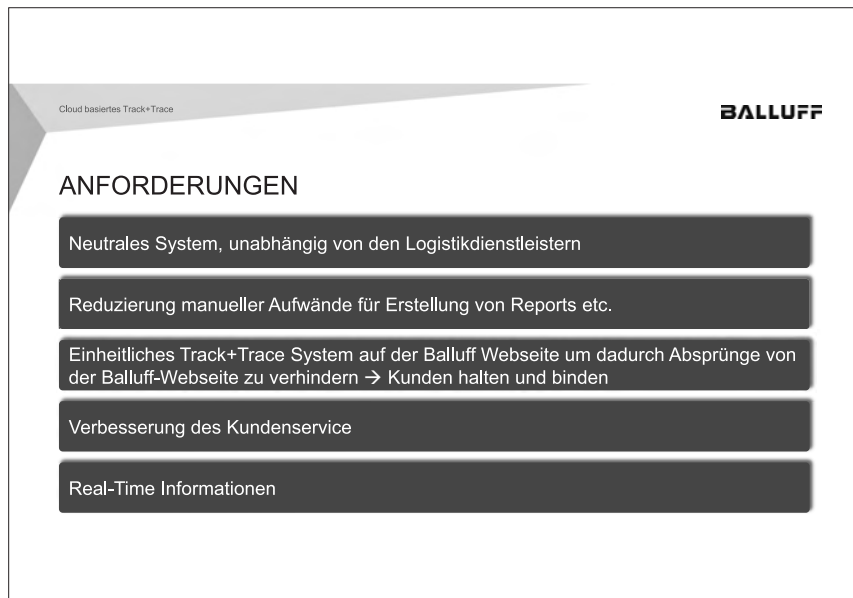 Cloud basiertes Track+Trace
BALLUFF
ANFORDERUNGEN
Neutrales System, unabhängig von den Logistikdienstleistern
Reduzierung manueller Aufwände für Erstellung von Reports etc.
Einheitliches Track+Trace System auf der Balluff Webseite um dadurch Absprünge von
der Balluff-Webseite zu verhindern → Kunden halten und binden
Verbesserung des Kundenservice
Real-Time Informationen